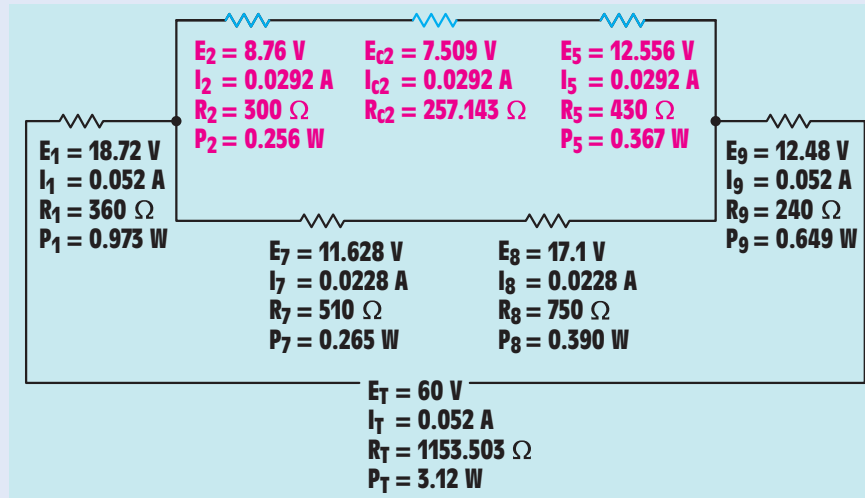 E2 = 8.76 V
I2 = 0.0292 A
R2 = 300 Ω
P2 = 0.256 W
Ec2 = 7.509 V
Ic2 = 0.0292 A
Rc2 = 257.143 Ω
E5 = 12.556 V
I5 = 0.0292 A
R5 = 430 Ω
P5 = 0.367 W
E1 = 18.72 V
I1 = 0.052 A
R1 = 360 Ω
P1 = 0.973 W
E9 = 12.48 V
I9 = 0.052 A
R9 = 240 Ω
P9 = 0.649 W
E7 = 11.628 V
I7 = 0.0228 A
R7 = 510 Ω
P7 = 0.265 W
E8 = 17.1 V
I8 = 0.0228 A
R8 = 750 Ω
P8 = 0.390 W
ET = 60 V
IT = 0.052 A
RT = 1153.503 Ω
PT = 3.12 W